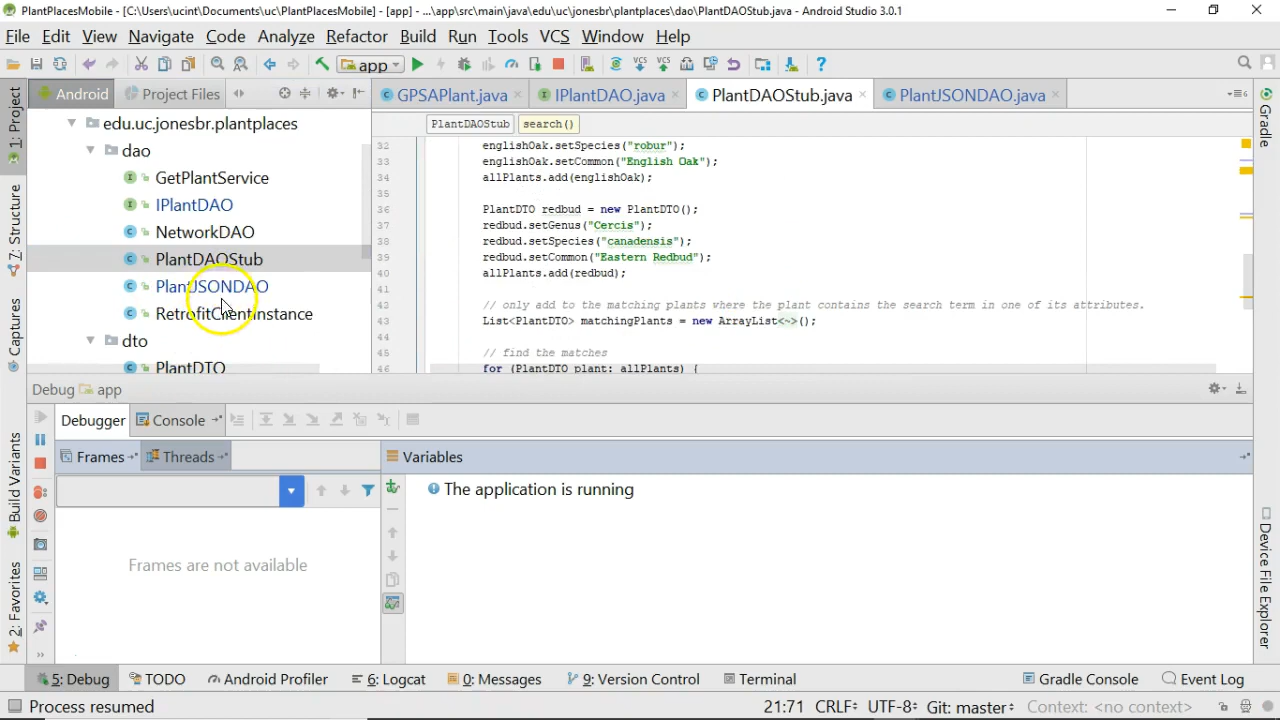 PlantPlacesMobile - [C:\Users\ucint\Documents\uc\PlantPlacesMobile] - [app] - ...\app\src\main\java\edu\uc\jonesbr\plantplaces\dao\PlantDAOStub.java - Android Studio 3.0.1
File Edit View Navigate Code Analyze Refactor Build Run Tools VCS Window Help
app
Android Project Files
GPSAPlant.java IPlantDAO.java PlantDAOStub.java PlantJSONDAO.java
PlantDAOStub search()
1: Project
7: Structure
Captures
Build Variants
2: Favorites
edu.uc.jonesbr.plantplaces
dao
GetPlantService
IPlantDAO
NetworkDAO
PlantDAOStub
PlantJSONDAO
RetrofitClientInstance
dto
PlantDTO
32 englishOak.setSpecies("robur");
33 englishOak.setCommon("English Oak");
34 allPlants.add(englishOak);
35
36 PlantDTO redbud = new PlantDTO();
37 redbud.setGenus("Cercis");
38 redbud.setSpecies("canadensis");
39 redbud.setCommon("Eastern Redbud");
40 allPlants.add(redbud);
41
42 // only add to the matching plants where the plant contains the search term in one of its attributes.
43 List<PlantDTO> matchingPlants = new ArrayList<~>();
44
45 // find the matches
46 for (PlantDTO plant: allPlants) {
Gradle
Device File Explorer
Debug app
Debugger Console
Frames Threads
Variables
The application is running
Frames are not available
5: Debug TODO Android Profiler 6: Logcat 0: Messages 9: Version Control Terminal Gradle Console Event Log
Process resumed 21:71 CRLF UTF-8 Git: master Context: <no context>